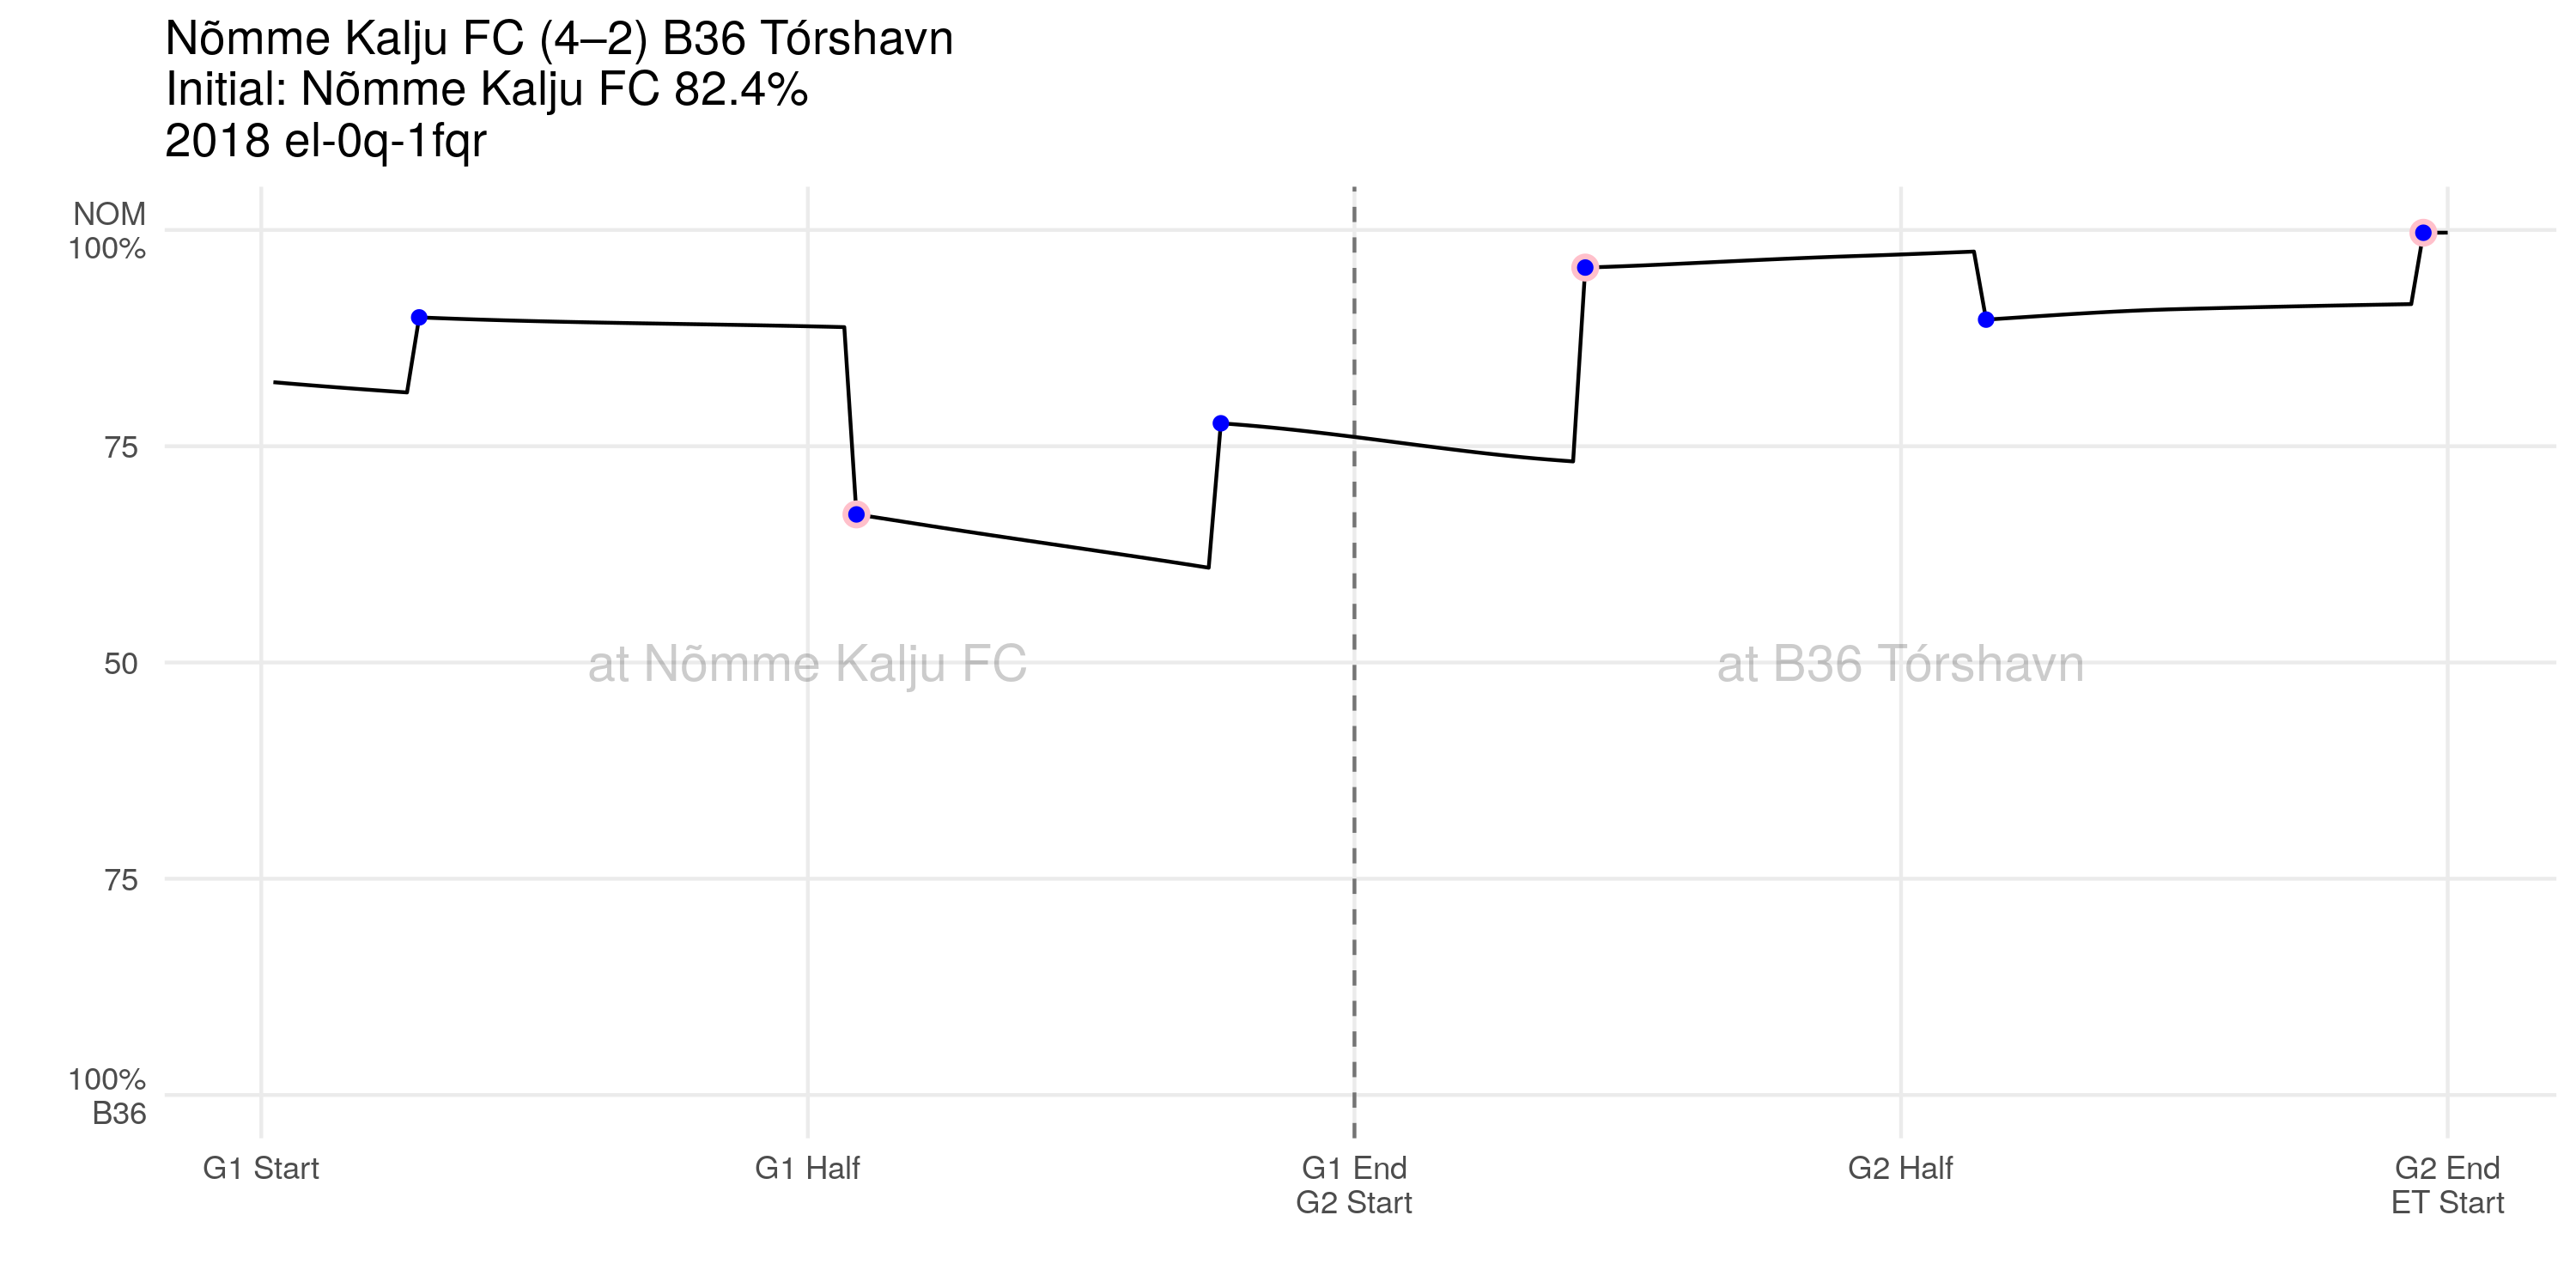 Nõmme Kalju FC (4–2) B36 Tórshavn
Initial: Nõmme Kalju FC 82.4%
2018 el-0q-1fqr
NOM
100%
75
50
75
100%
B36
at Nõmme Kalju FC
at B36 Tórshavn
G1 Start
G1 Half
G1 End
G2 Start
G2 Half
G2 End
ET Start